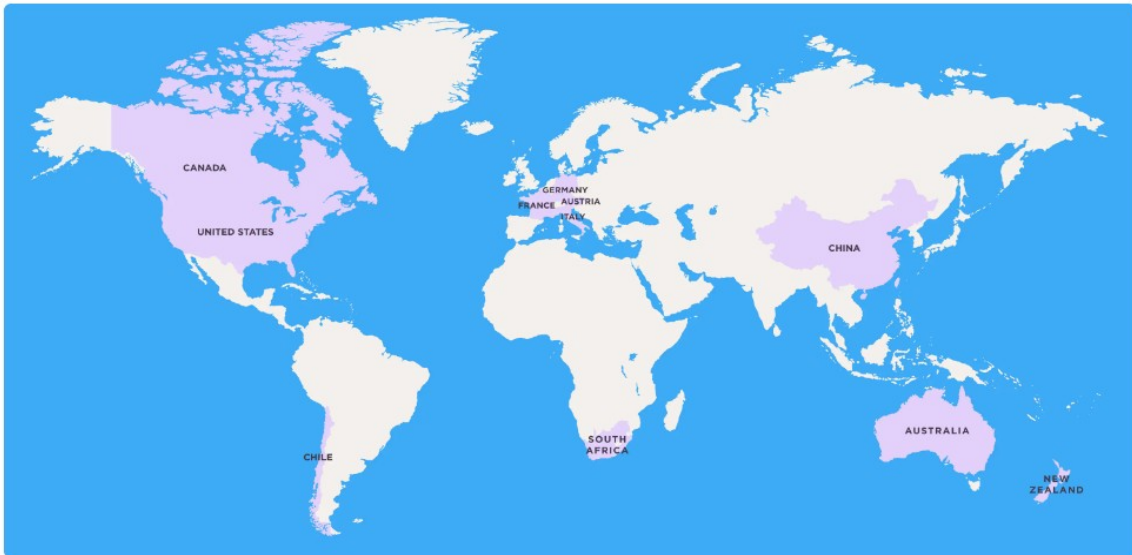 CANADA
UNITED STATES
GERMANY
AUSTRIA
FRANCE
ITALY
CHINA
SOUTH
AFRICA
AUSTRALIA
CHILE
NEW
ZEALAND